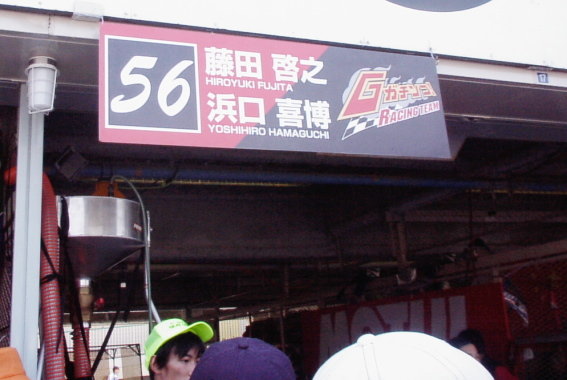 56
藤田 啓之
HIROYUKI FUJITA
浜口 喜博
YOSHIHIRO HAMAGUCHI
RACING TEAM